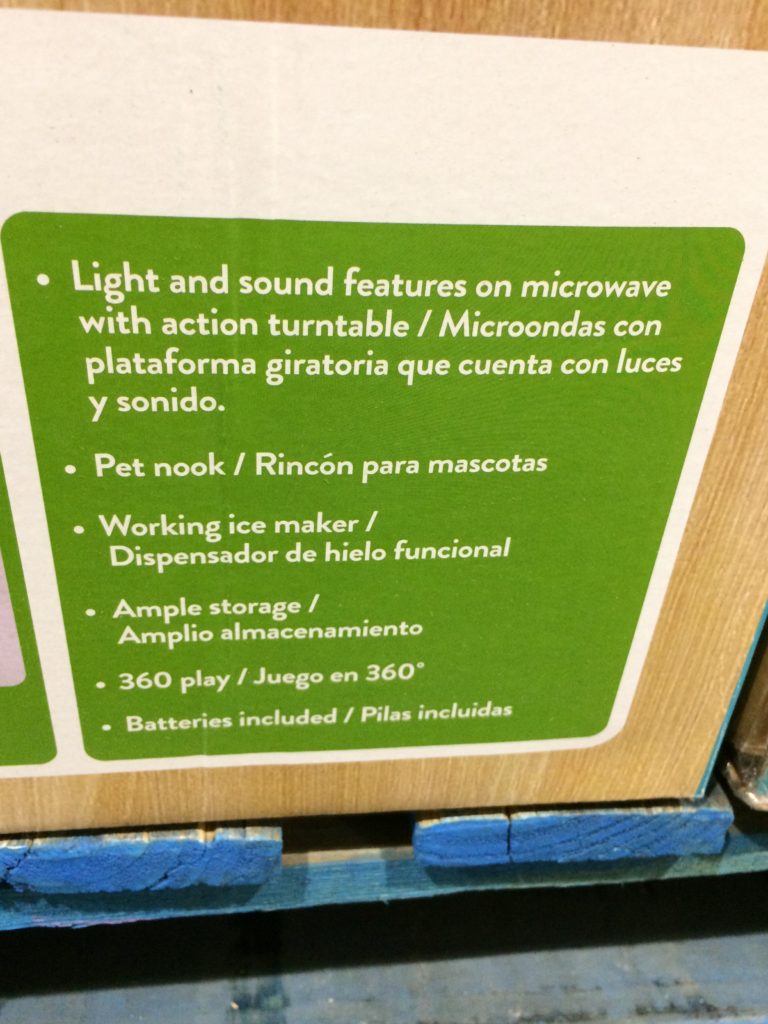 • Light and sound features on microwave
with action turntable / Microondas con
plataforma giratoria que cuenta con luces
y sonido.
• Pet nook / Rincón para mascotas
• Working ice maker /
Dispensador de hielo funcional
• Ample storage /
Amplio almacenamiento
• 360 play / Juego en 360°
• Batteries included / Pilas incluidas